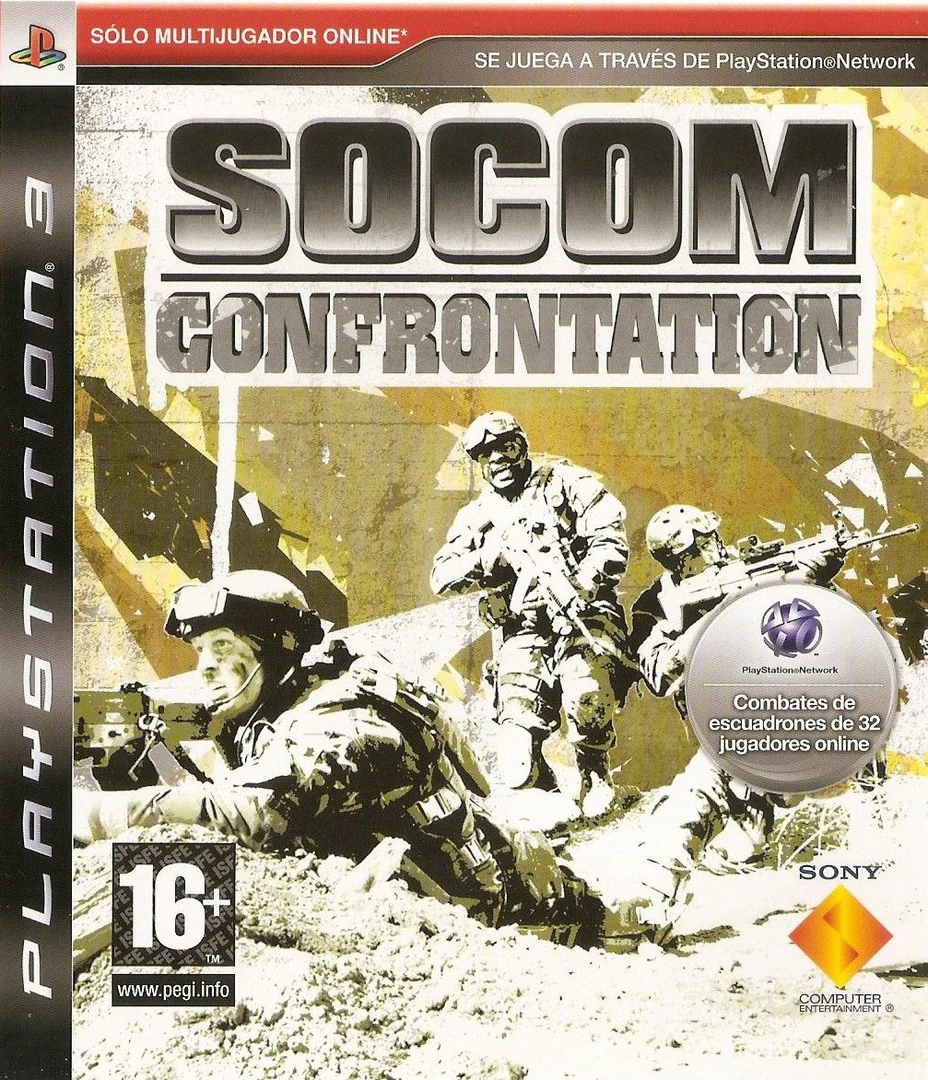 SÓLO MULTIJUGADOR ONLINE*
SE JUEGA A TRAVÉS DE PlayStation®Network
PLAYSTATION®3
SOCOM
CONFRONTATION
PlayStation®Network
Combates de
escuadrones de 32
jugadores online
16+
TM
www.pegi.info
SONY
COMPUTER
ENTERTAINMENT ®